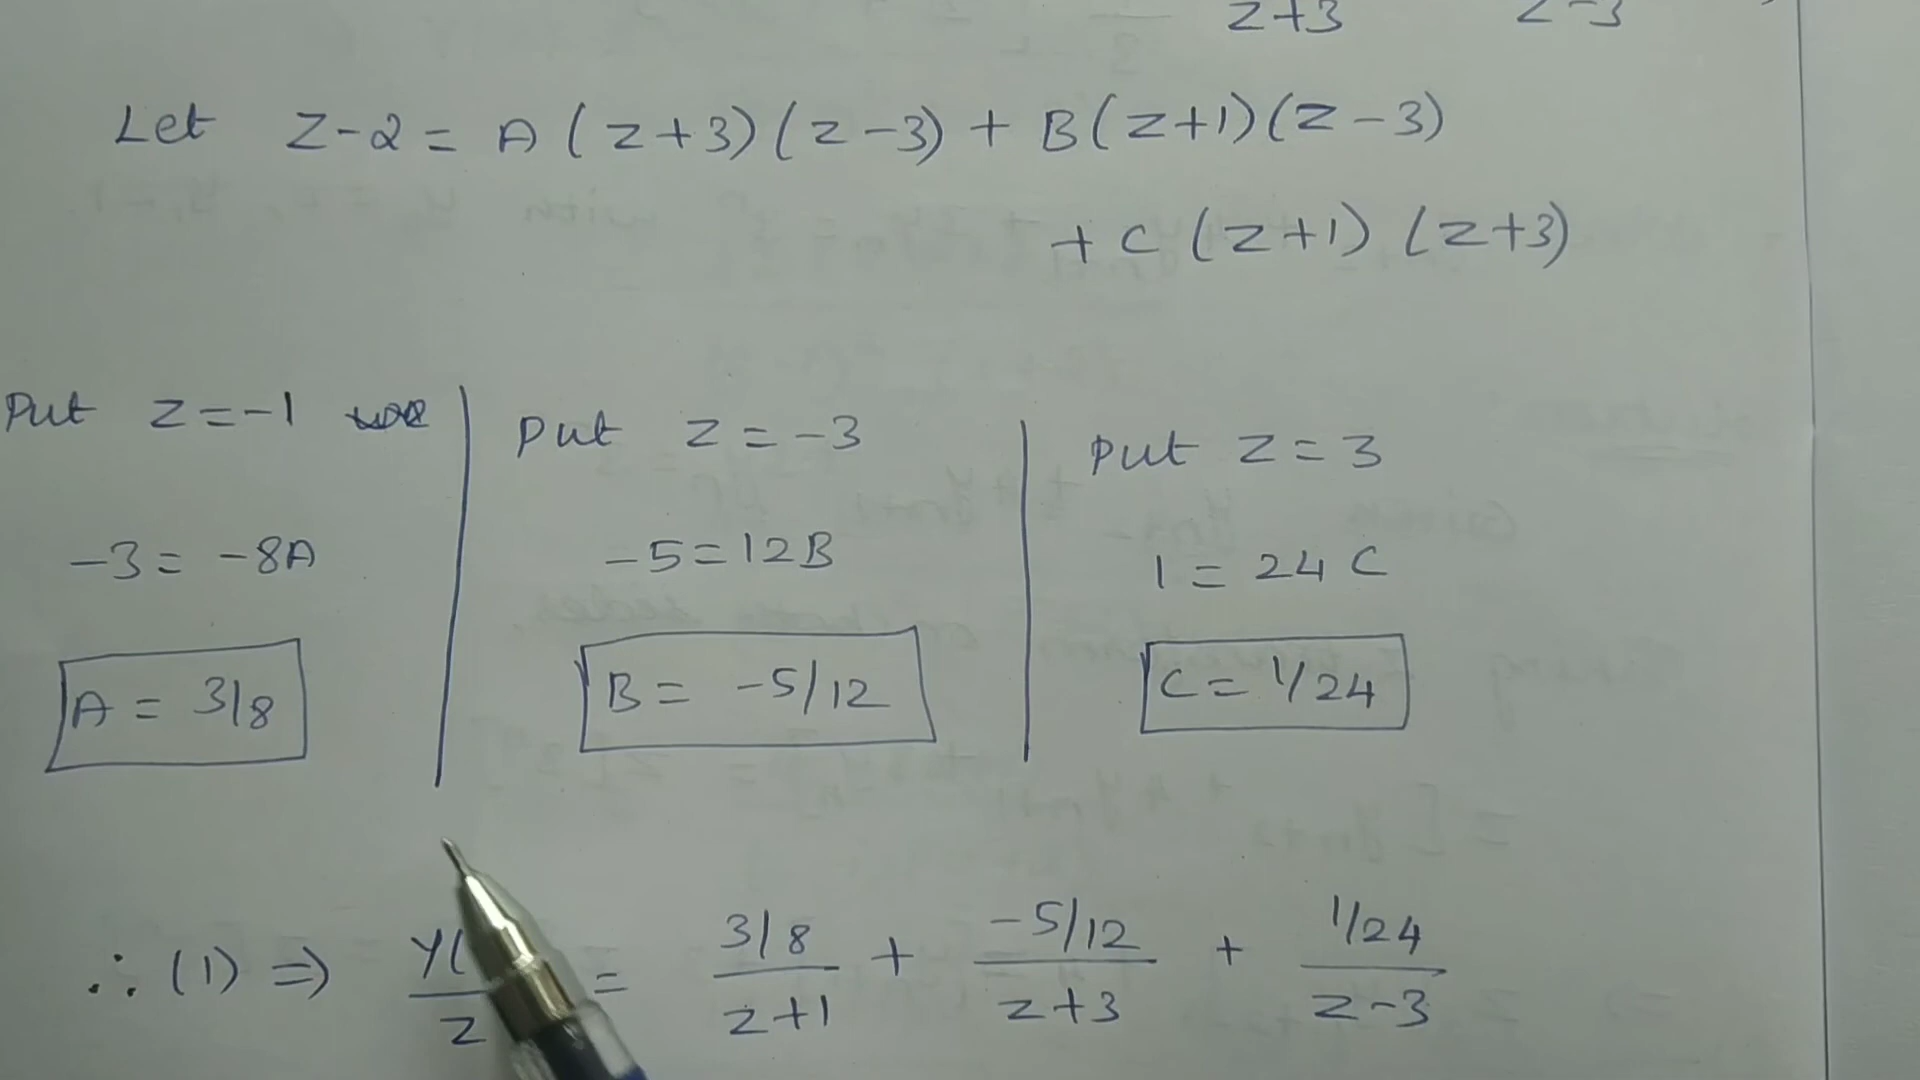 z+3 z-3
Let z-2 = A(z+3)(z-3) + B(z+1)(z-3)
+ C (z+1) (z+3)
Put z=-1
-3 = -8A
A = 3/8
Put z = -3
-5 = 12B
B = -5/12
Put z = 3
1 = 24 C
C = 1/24
∴ (1) ⇒ y( / z = 3/8 / z+1 + -5/12 / z+3 + 1/24 / z-3